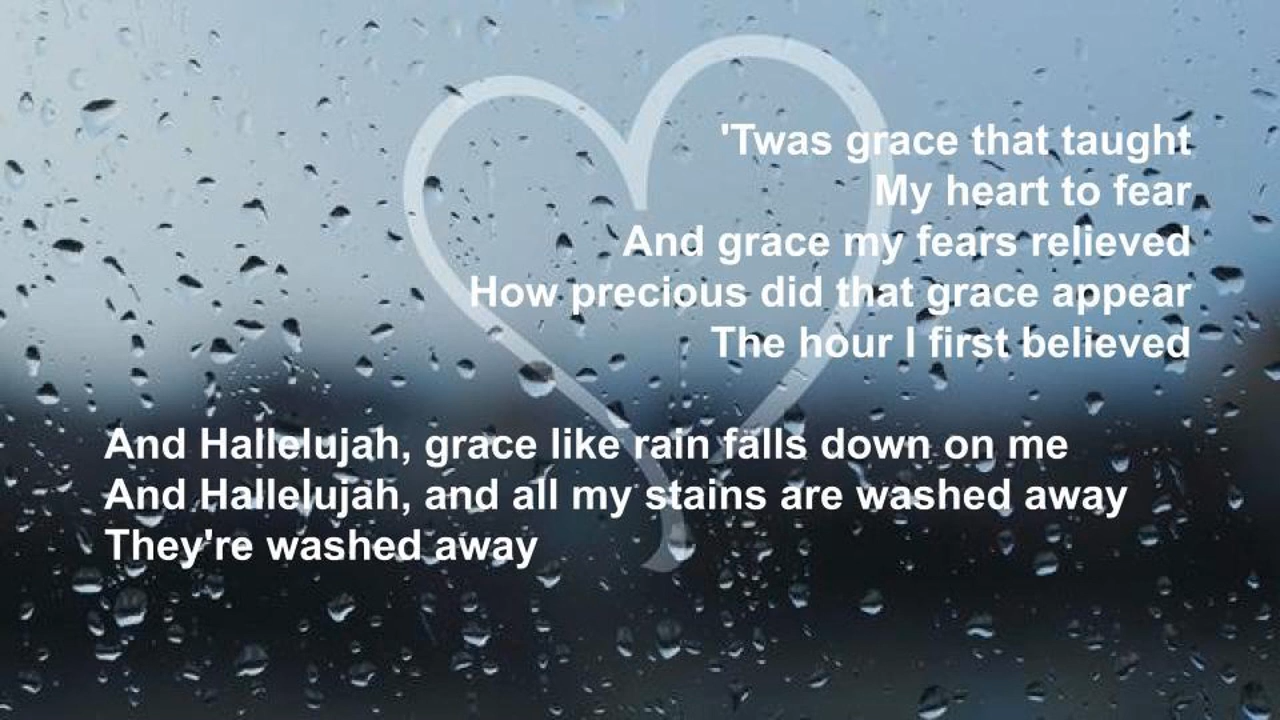 'Twas grace that taught
My heart to fear
And grace my fears relieved
How precious did that grace appear
The hour I first believed
And Hallelujah, grace like rain falls down on me
And Hallelujah, and all my stains are washed away
They're washed away